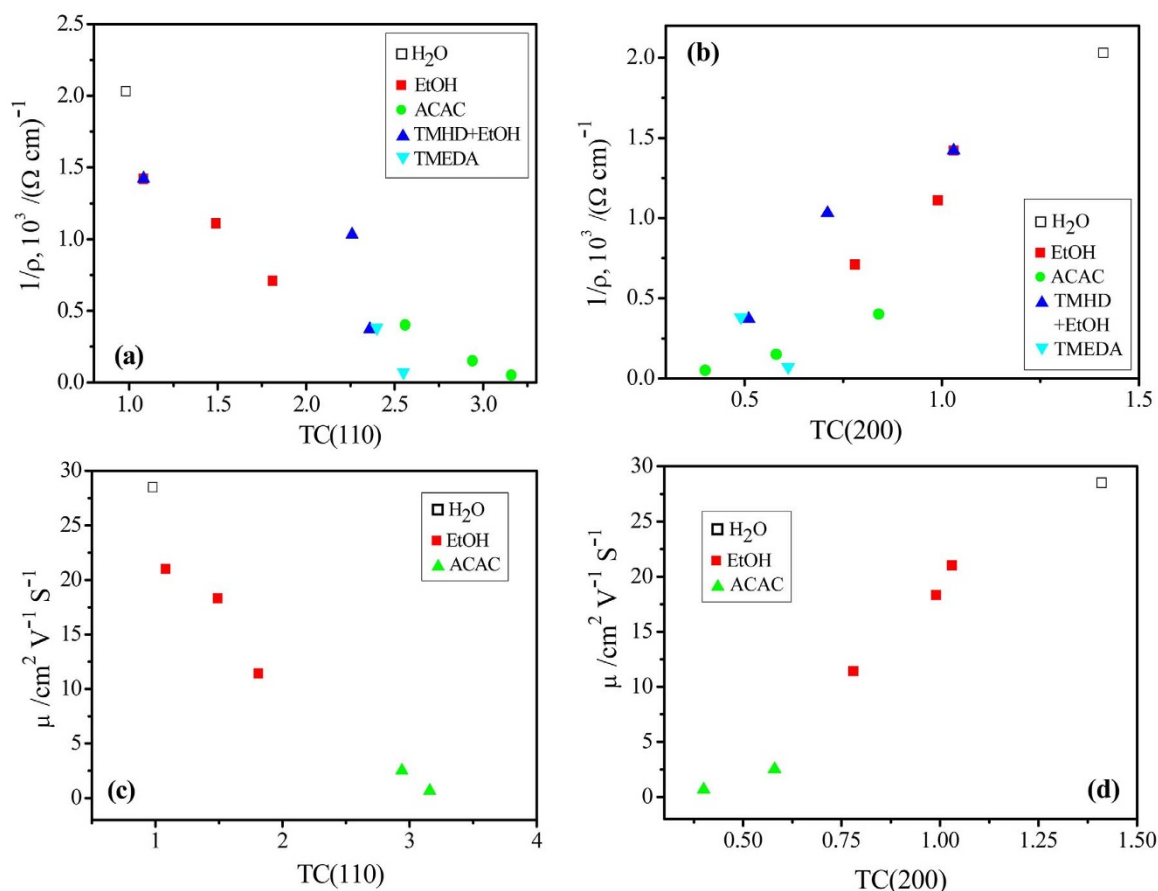 2.5
2.0
1.5
1.0
0.5
0.0
1/ρ, 10³ /(Ω cm)⁻¹
H₂O
EtOH
ACAC
TMHD+EtOH
TMEDA
(a)
1.0 1.5 2.0 2.5 3.0
TC(110)
(b)
2.0
1.5
1.0
0.5
0.0
1/ρ, 10³ /(Ω cm)⁻¹
H₂O
EtOH
ACAC
TMHD
+EtOH
TMEDA
0.5 1.0 1.5
TC(200)
30
25
20
15
10
5
0
μ /cm² V⁻¹ S⁻¹
H₂O
EtOH
ACAC
(c)
1 2 3 4
TC(110)
30
25
20
15
10
5
0
μ /cm² V⁻¹ S⁻¹
H₂O
EtOH
ACAC
(d)
0.50 0.75 1.00 1.25 1.50
TC(200)